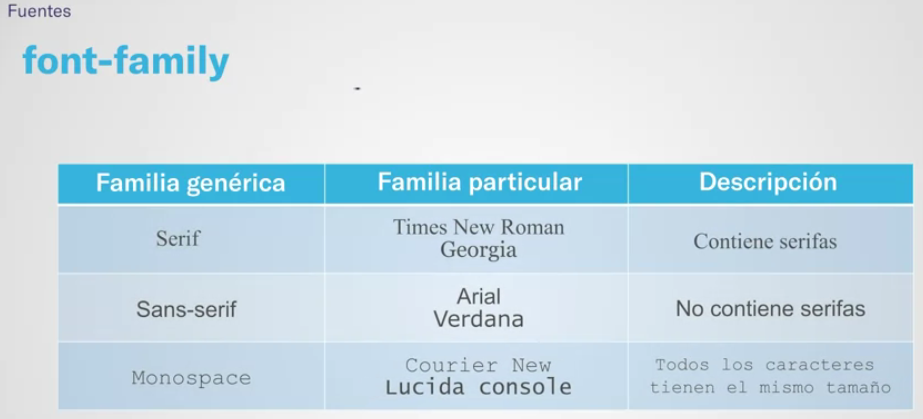 Fuentes
font-family
Familia genérica Familia particular Descripción
Serif
Times New Roman
Georgia
Contiene serifas
Sans-serif
Arial
Verdana
No contiene serifas
Monospace
Courier New
Lucida console
Todos los caracteres
tienen el mismo tamaño